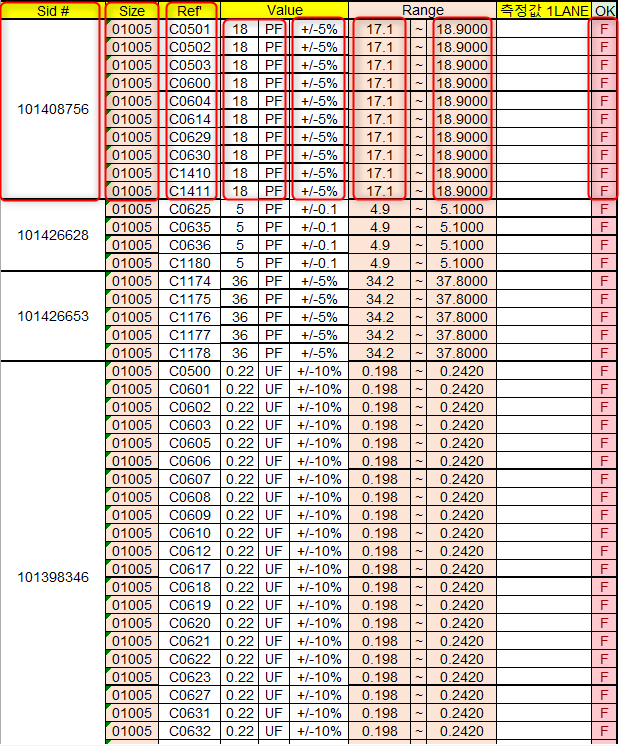 Sid # Size Ref' Value Range 측정값 1LANE OK
01005 C0501 18 PF +/-5% 17.1 ~ 18.9000 F
01005 C0502 18 PF +/-5% 17.1 ~ 18.9000 F
01005 C0503 18 PF +/-5% 17.1 ~ 18.9000 F
01005 C0600 18 PF +/-5% 17.1 ~ 18.9000 F
101408756 01005 C0604 18 PF +/-5% 17.1 ~ 18.9000 F
01005 C0614 18 PF +/-5% 17.1 ~ 18.9000 F
01005 C0629 18 PF +/-5% 17.1 ~ 18.9000 F
01005 C0630 18 PF +/-5% 17.1 ~ 18.9000 F
01005 C1410 18 PF +/-5% 17.1 ~ 18.9000 F
01005 C1411 18 PF +/-5% 17.1 ~ 18.9000 F
01005 C0625 5 PF +/-0.1 4.9 ~ 5.1000 F
101426628 01005 C0635 5 PF +/-0.1 4.9 ~ 5.1000 F
01005 C0636 5 PF +/-0.1 4.9 ~ 5.1000 F
01005 C1180 5 PF +/-0.1 4.9 ~ 5.1000 F
01005 C1174 36 PF +/-5% 34.2 ~ 37.8000 F
01005 C1175 36 PF +/-5% 34.2 ~ 37.8000 F
101426653 01005 C1176 36 PF +/-5% 34.2 ~ 37.8000 F
01005 C1177 36 PF +/-5% 34.2 ~ 37.8000 F
01005 C1178 36 PF +/-5% 34.2 ~ 37.8000 F
01005 C0500 0.22 UF +/-10% 0.198 ~ 0.2420 F
01005 C0601 0.22 UF +/-10% 0.198 ~ 0.2420 F
01005 C0602 0.22 UF +/-10% 0.198 ~ 0.2420 F
01005 C0603 0.22 UF +/-10% 0.198 ~ 0.2420 F
01005 C0605 0.22 UF +/-10% 0.198 ~ 0.2420 F
01005 C0606 0.22 UF +/-10% 0.198 ~ 0.2420 F
01005 C0607 0.22 UF +/-10% 0.198 ~ 0.2420 F
01005 C0608 0.22 UF +/-10% 0.198 ~ 0.2420 F
01005 C0609 0.22 UF +/-10% 0.198 ~ 0.2420 F
01005 C0610 0.22 UF +/-10% 0.198 ~ 0.2420 F
01005 C0612 0.22 UF +/-10% 0.198 ~ 0.2420 F
101398346 01005 C0617 0.22 UF +/-10% 0.198 ~ 0.2420 F
01005 C0618 0.22 UF +/-10% 0.198 ~ 0.2420 F
01005 C0619 0.22 UF +/-10% 0.198 ~ 0.2420 F
01005 C0620 0.22 UF +/-10% 0.198 ~ 0.2420 F
01005 C0621 0.22 UF +/-10% 0.198 ~ 0.2420 F
01005 C0622 0.22 UF +/-10% 0.198 ~ 0.2420 F
01005 C0623 0.22 UF +/-10% 0.198 ~ 0.2420 F
01005 C0627 0.22 UF +/-10% 0.198 ~ 0.2420 F
01005 C0631 0.22 UF +/-10% 0.198 ~ 0.2420 F
01005 C0632 0.22 UF +/-10% 0.198 ~ 0.2420 F